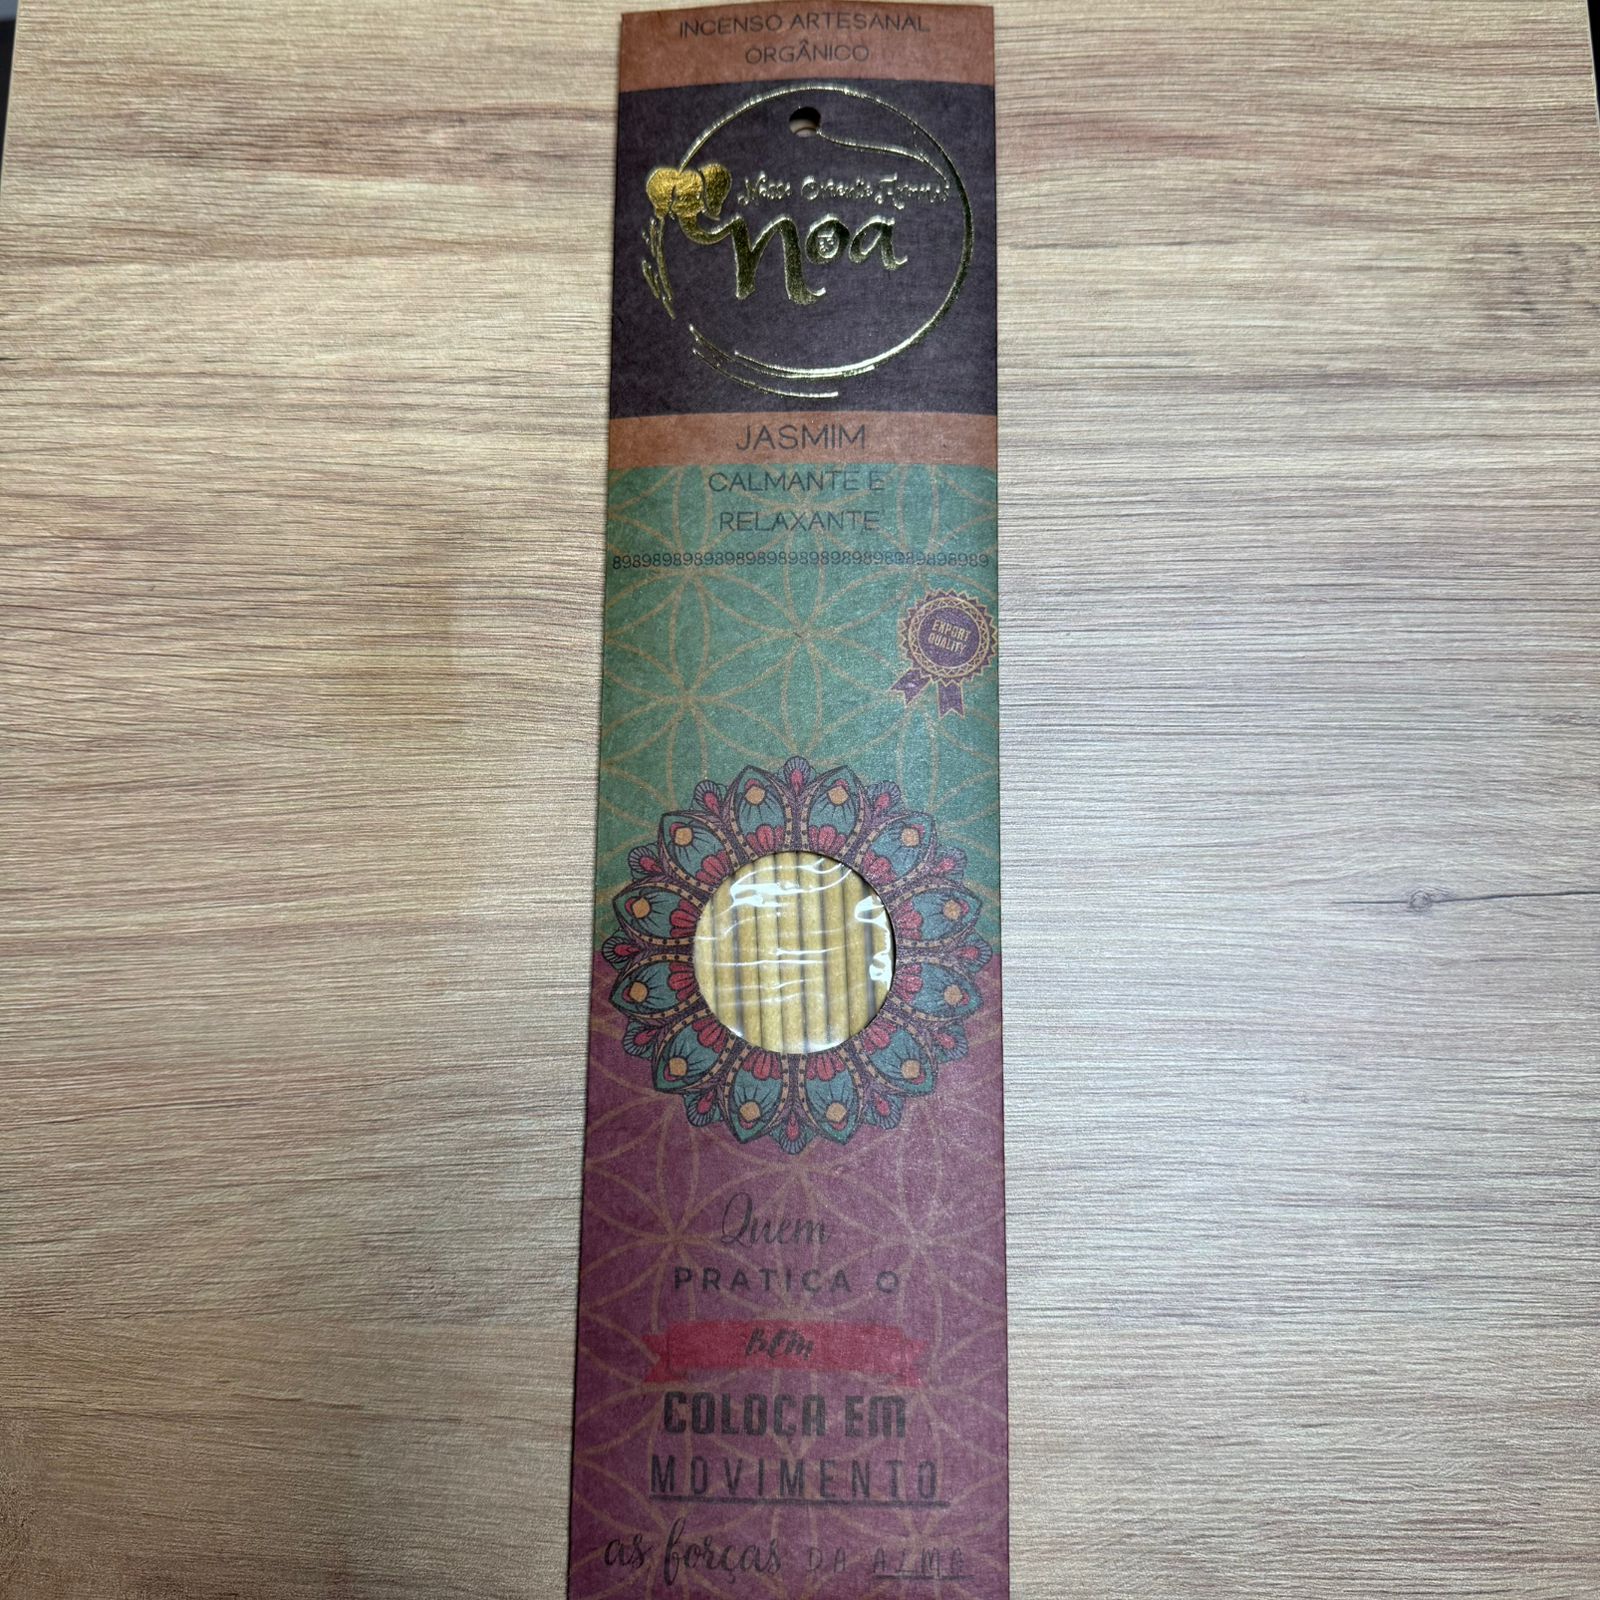 INCENSO ARTESANAL
ORGÂNICO
noa
JASMIM
CALMANTE E
RELAXANTE
898989898989898989898989898989898989
EXPORT
QUALITY
Quem
PRATICA O
BEM
COLOCA EM
MOVIMENTO
as forças DA ALMA